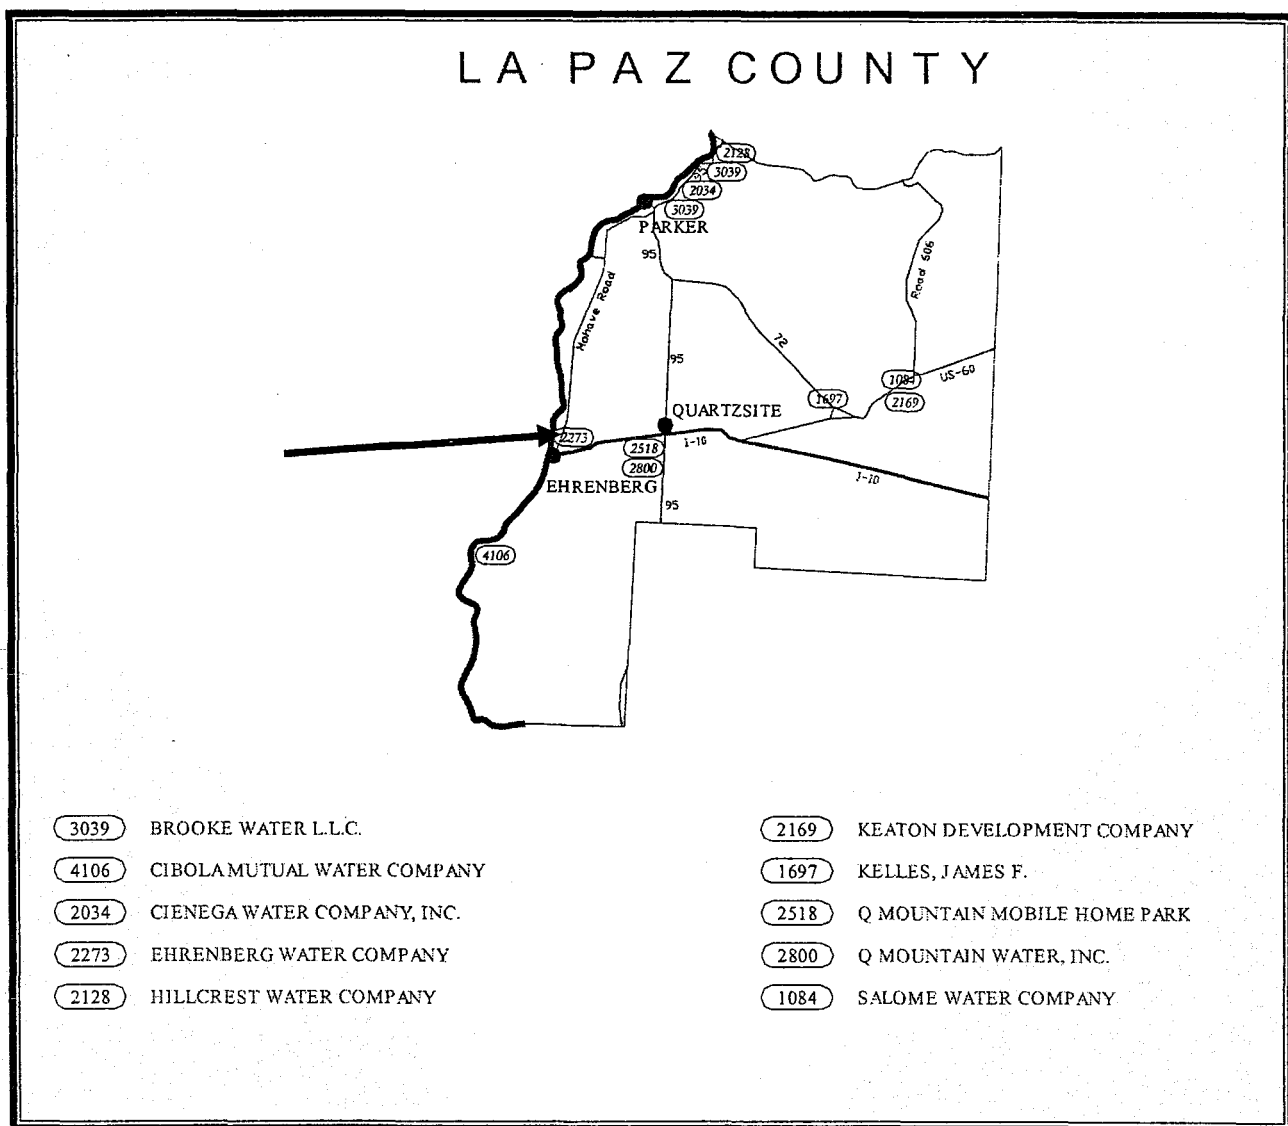 LA PAZ COUNTY
2128
95
3039
2034
3039
PARKER
95
Mohave Road
Road 606
72
95
US-60
1084
1697
2169
QUARTZSITE
2273
I-10
2518
2800
I-10
EHRENBERG
95
4106
3039 BROOKE WATER L.L.C.
4106 CIBOLA MUTUAL WATER COMPANY
2034 CIENEGA WATER COMPANY, INC.
2273 EHRENBERG WATER COMPANY
2128 HILLCREST WATER COMPANY
2169 KEATON DEVELOPMENT COMPANY
1697 KELLES, JAMES F.
2518 Q MOUNTAIN MOBILE HOME PARK
2800 Q MOUNTAIN WATER, INC.
1084 SALOME WATER COMPANY